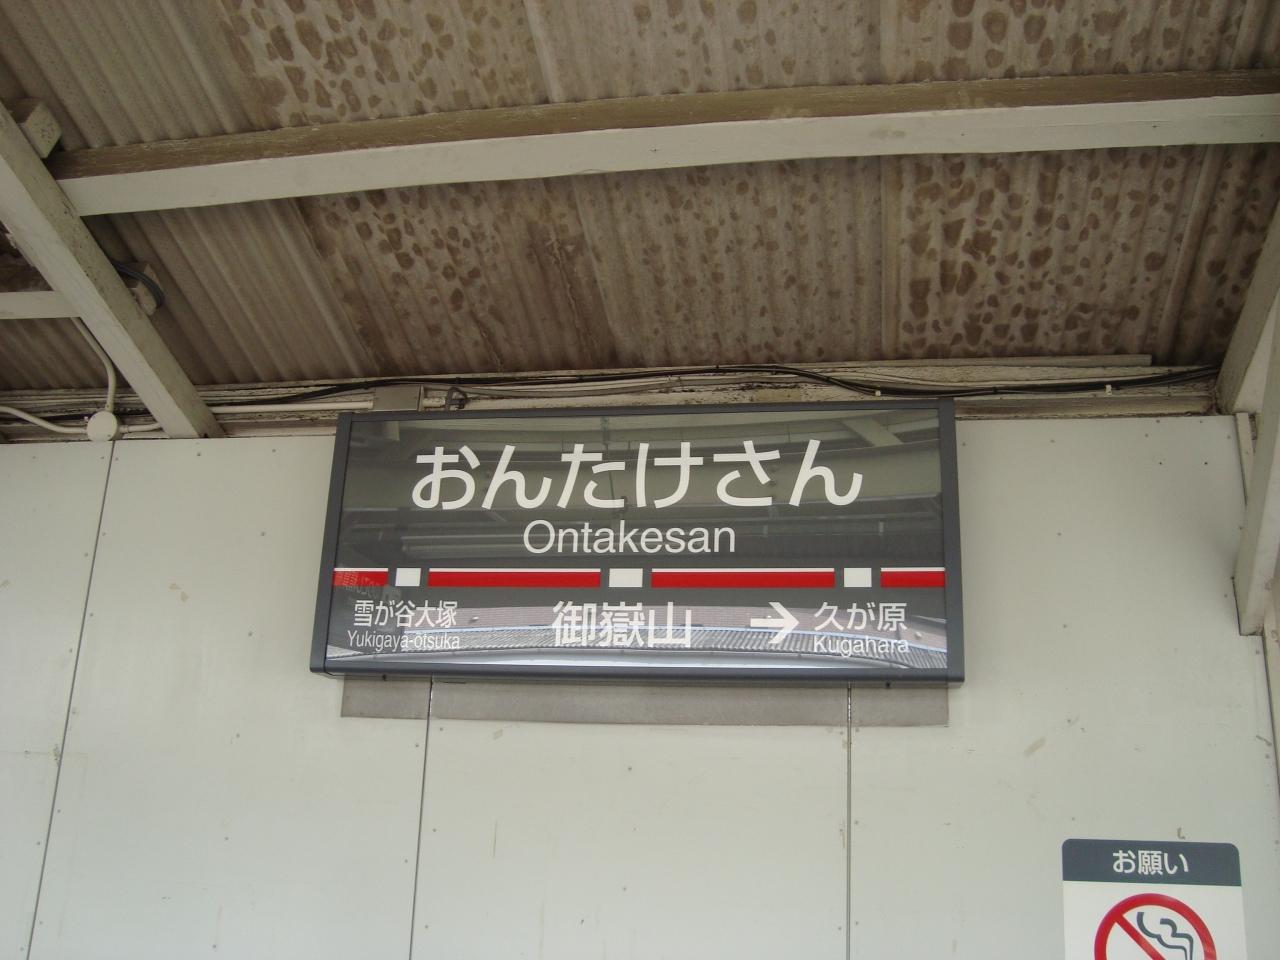 おんたけさん
Ontakesan
雪が谷大塚 御嶽山 → 久が原
Yukigaya-ōtsuka Kugahara
お願い